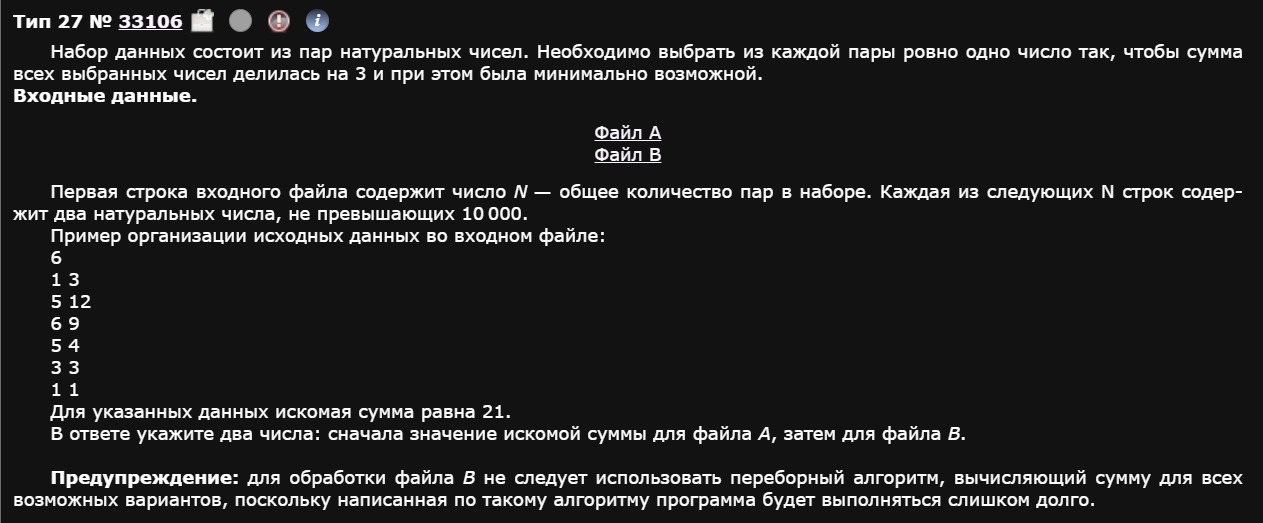 Тип 27 № 33106 i
Набор данных состоит из пар натуральных чисел. Необходимо выбрать из каждой пары ровно одно число так, чтобы сумма
всех выбранных чисел делилась на 3 и при этом была минимально возможной.
Входные данные.
Файл A
Файл B
Первая строка входного файла содержит число N — общее количество пар в наборе. Каждая из следующих N строк содер-
жит два натуральных числа, не превышающих 10 000.
Пример организации исходных данных во входном файле:
6
1 3
5 12
6 9
5 4
3 3
1 1
Для указанных данных искомая сумма равна 21.
В ответе укажите два числа: сначала значение искомой суммы для файла A, затем для файла B.
Предупреждение: для обработки файла B не следует использовать переборный алгоритм, вычисляющий сумму для всех
возможных вариантов, поскольку написанная по такому алгоритму программа будет выполняться слишком долго.